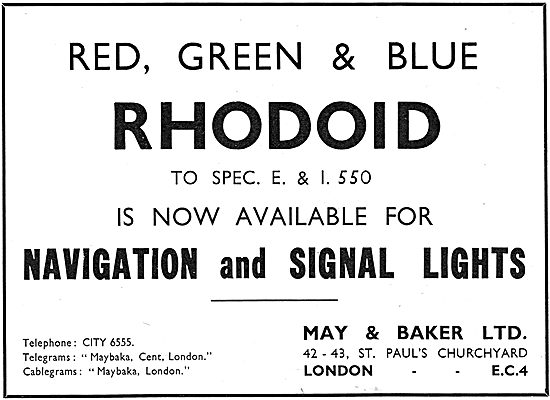 RED, GREEN & BLUE
RHODOID
TO SPEC. E. & I. 550
IS NOW AVAILABLE FOR
NAVIGATION and SIGNAL LIGHTS
Telephone: CITY 6555.
Telegrams: "Maybaka, Cent, London."
Cablegrams: "Maybaka, London."
MAY & BAKER LTD.
42-43, ST. PAUL'S CHURCHYARD
LONDON - - E.C.4